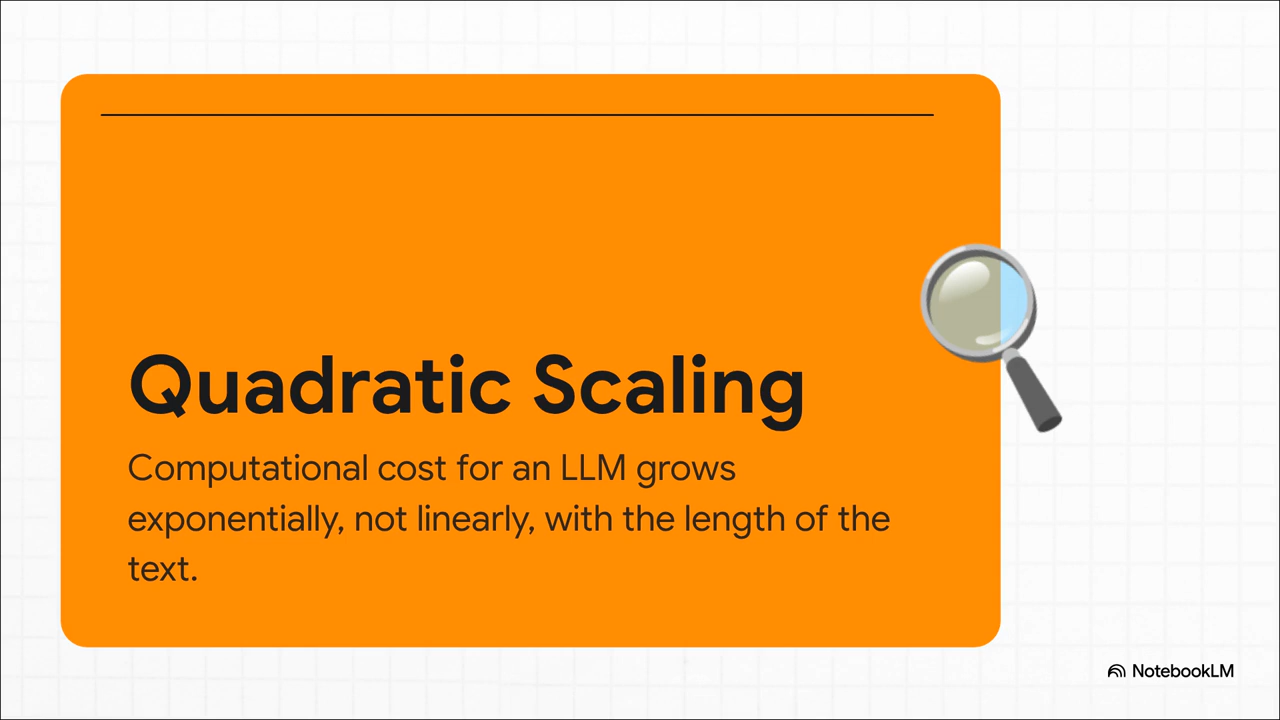 Quadratic Scaling
Computational cost for an LLM grows
exponentially, not linearly, with the length of the
text.
NotebookLM